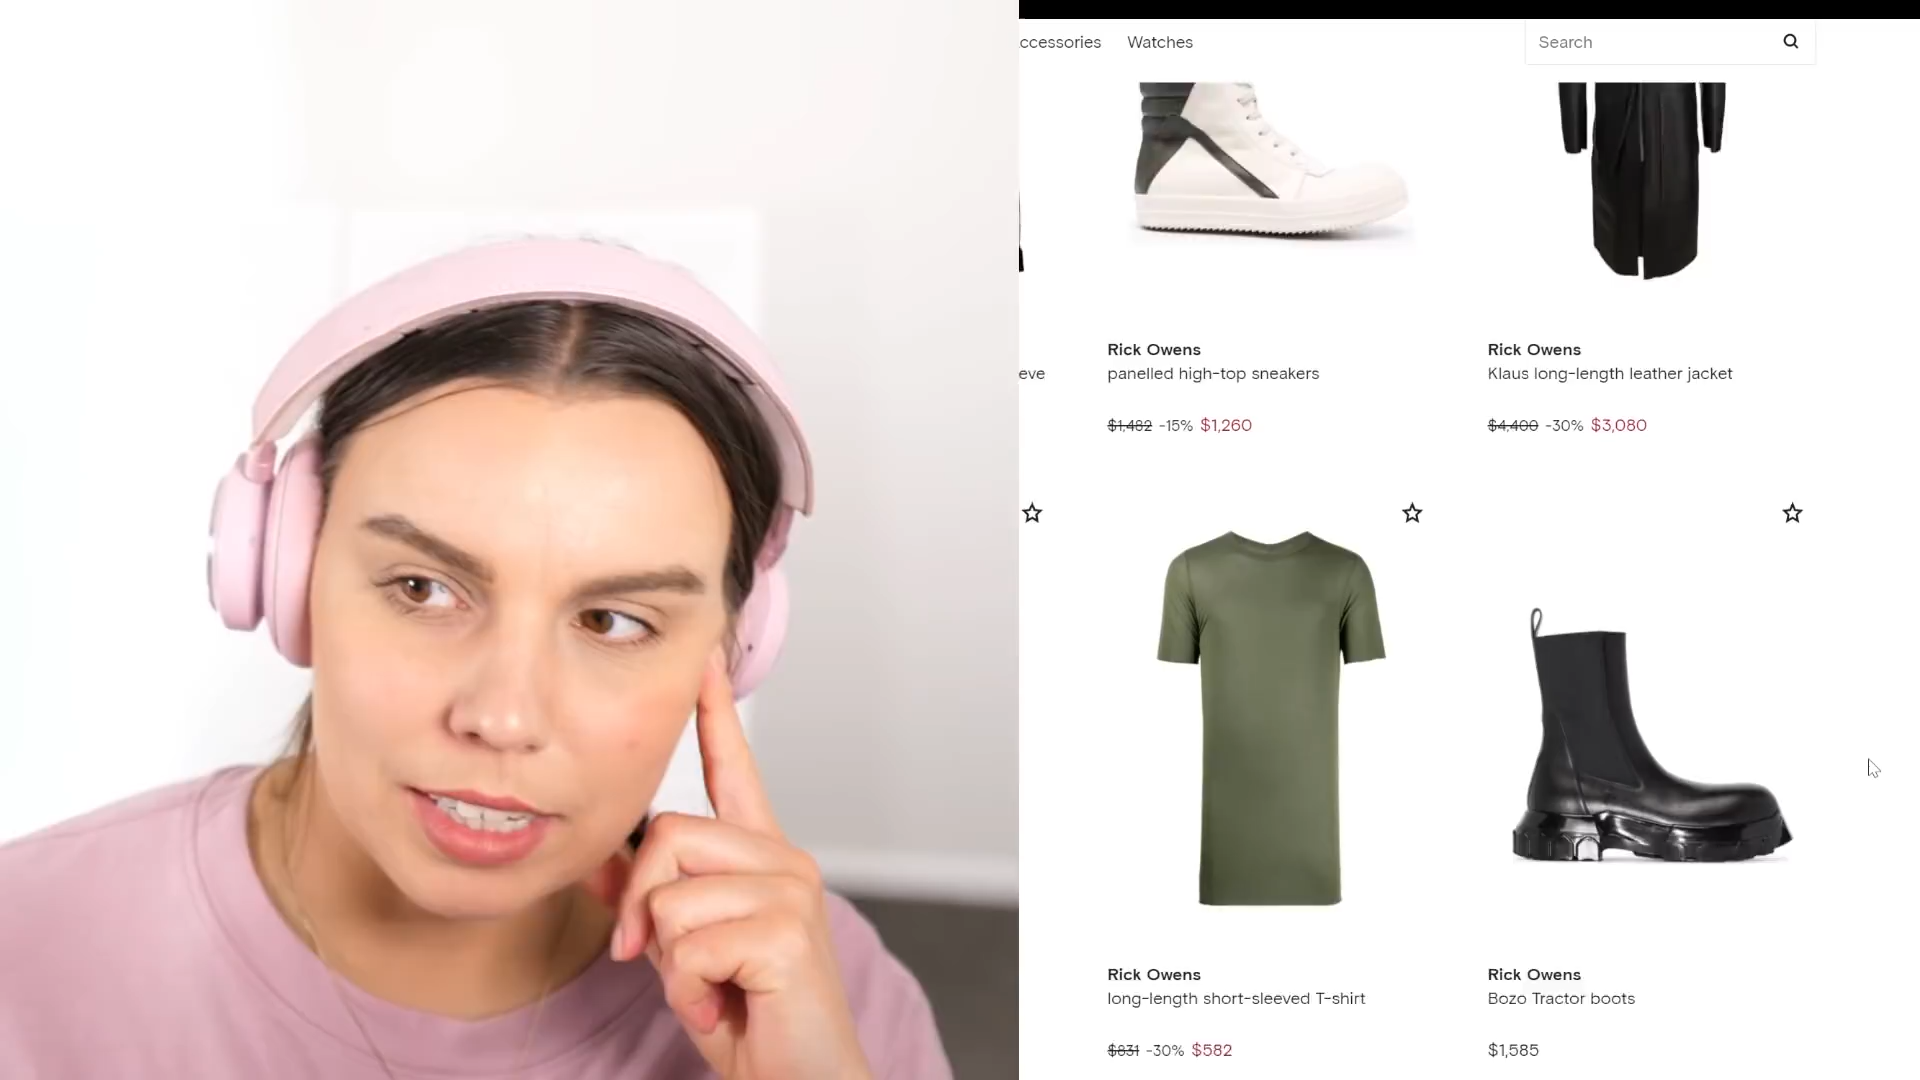 ccessories Watches Search
Rick Owens
panelled high-top sneakers
$1,482 -15% $1,260
Rick Owens
Klaus long-length leather jacket
$4,400 -30% $3,080
eve
Rick Owens
long-length short-sleeved T-shirt
$831 -30% $582
Rick Owens
Bozo Tractor boots
$1,585